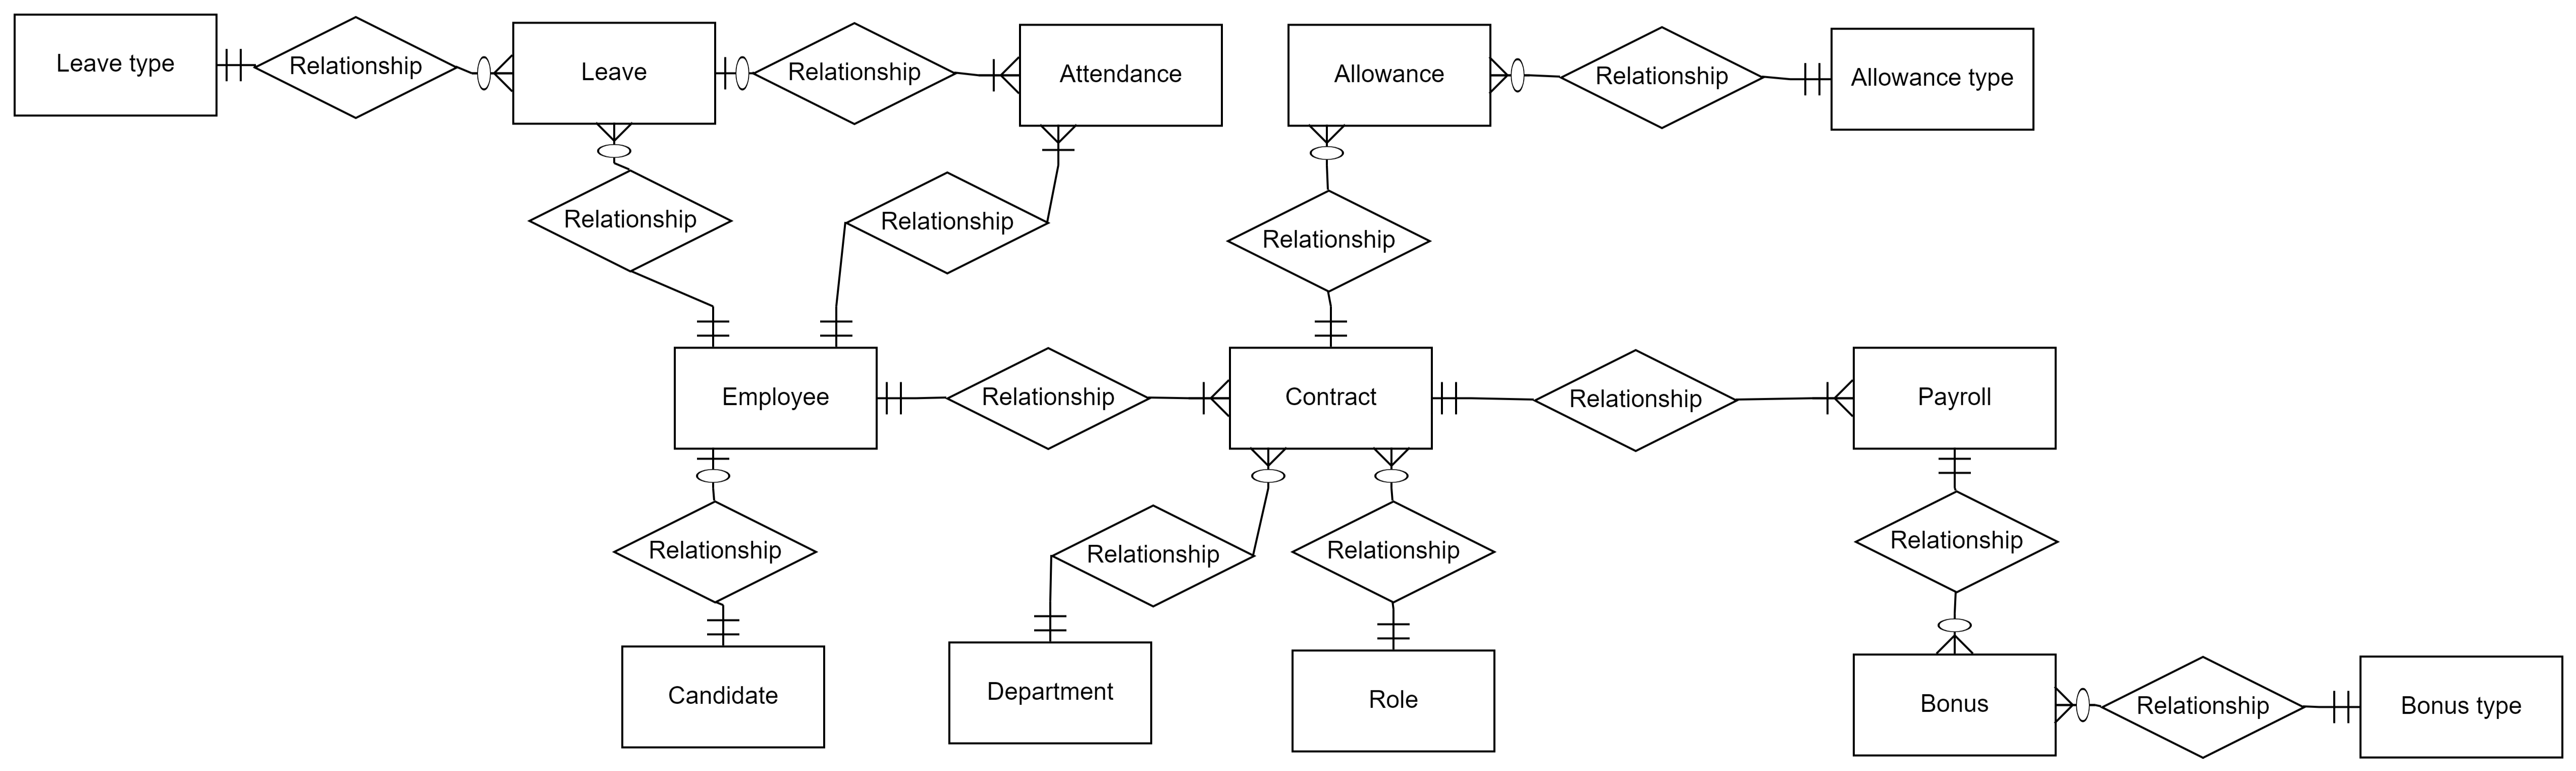 Leave type
Relationship
Leave
Relationship
Attendance
Allowance
Relationship
Allowance type
Relationship
Relationship
Relationship
Employee
Relationship
Contract
Relationship
Payroll
Relationship
Relationship
Relationship
Relationship
Candidate
Department
Role
Bonus
Relationship
Bonus type